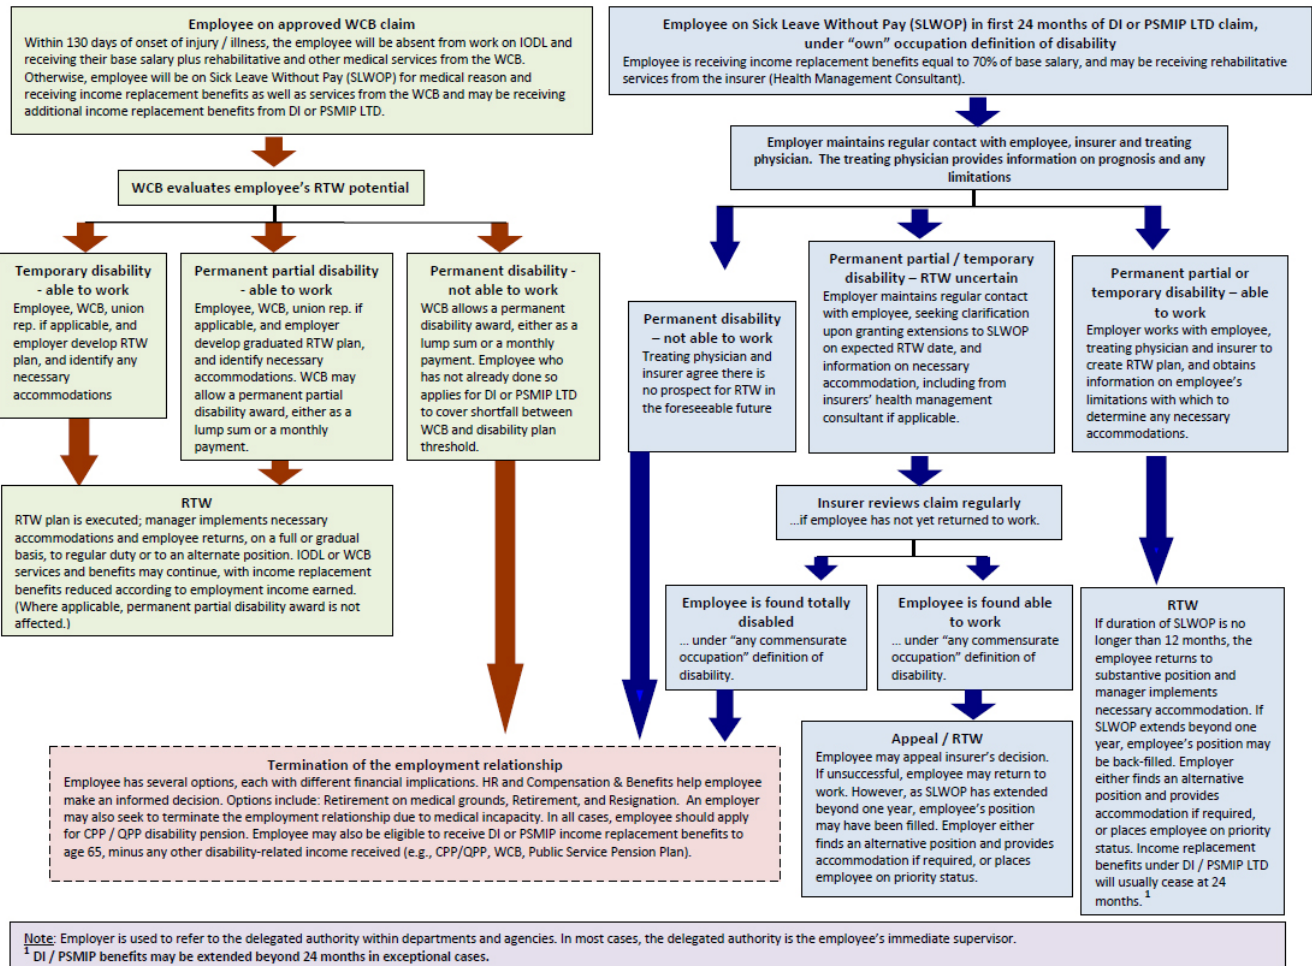 Employee on approved WCB claim
Within 130 days of onset of injury / illness, the employee will be absent from work on IODL and
receiving their base salary plus rehabilitative and other medical services from the WCB.
Otherwise, employee will be on Sick Leave Without Pay (SLWOP) for medical reason and
receiving income replacement benefits as well as services from the WCB and may be receiving
additional income replacement benefits from DI or PSMIP LTD.
WCB evaluates employee's RTW potential
Temporary disability
- able to work
Employee, WCB, union
rep. if applicable, and
employer develop RTW
plan, and identify any
necessary
accommodations
Permanent partial disability
- able to work
Employee, WCB, union rep. if
applicable, and employer
develop graduated RTW plan,
and identify necessary
accommodations. WCB may
allow a permanent partial
disability award, either as a
lump sum or a monthly
payment.
Permanent disability -
not able to work
WCB allows a permanent
disability award, either as a
lump sum or a monthly
payment. Employee who
has not already done so
applies for DI or PSMIP LTD
to cover shortfall between
WCB and disability plan
threshold.
RTW
RTW plan is executed; manager implements necessary
accommodations and employee returns, on a full or gradual
basis, to regular duty or to an alternate position. IODL or WCB
services and benefits may continue, with income replacement
benefits reduced according to employment income earned.
(Where applicable, permanent partial disability award is not
affected.)
Employee on Sick Leave Without Pay (SLWOP) in first 24 months of DI or PSMIP LTD claim,
under "own" occupation definition of disability
Employee is receiving income replacement benefits equal to 70% of base salary, and may be receiving rehabilitative
services from the insurer (Health Management Consultant).
Employer maintains regular contact with employee, insurer and treating
physician. The treating physician provides information on prognosis and any
limitations
Permanent disability
– not able to work
Treating physician and
insurer agree there is
no prospect for RTW in
the foreseeable future
Permanent partial / temporary
disability – RTW uncertain
Employer maintains regular contact
with employee, seeking clarification
upon granting extensions to SLWOP
on expected RTW date, and
information on necessary
accommodation, including from
insurers' health management
consultant if applicable.
Permanent partial or
temporary disability – able
to work
Employer works with employee,
treating physician and insurer to
create RTW plan, and obtains
information on employee's
limitations with which to
determine any necessary
accommodations.
Insurer reviews claim regularly
...if employee has not yet returned to work.
Employee is found totally
disabled
... under "any commensurate
occupation" definition of
disability.
Employee is found able
to work
... under "any commensurate
occupation" definition of
disability.
RTW
If duration of SLWOP is no
longer than 12 months, the
employee returns to
substantive position and
manager implements
necessary accommodation. If
SLWOP extends beyond one
year, employee's position may
be back-filled. Employer
either finds an alternative
position and provides
accommodation if required,
or places employee on priority
status. Income replacement
benefits under DI / PSMIP LTD
will usually cease at 24
months. 1
Appeal / RTW
Employee may appeal insurer's decision.
If unsuccessful, employee may return to
work. However, as SLWOP has extended
beyond one year, employee's position
may have been filled. Employer either
finds an alternative position and provides
accommodation if required, or places
employee on priority status.
Termination of the employment relationship
Employee has several options, each with different financial implications. HR and Compensation & Benefits help employee
make an informed decision. Options include: Retirement on medical grounds, Retirement, and Resignation. An employer
may also seek to terminate the employment relationship due to medical incapacity. In all cases, employee should apply
for CPP / QPP disability pension. Employee may also be eligible to receive DI or PSMIP income replacement benefits to
age 65, minus any other disability-related income received (e.g., CPP/QPP, WCB, Public Service Pension Plan).
Note: Employer is used to refer to the delegated authority within departments and agencies. In most cases, the delegated authority is the employee's immediate supervisor.
1 DI / PSMIP benefits may be extended beyond 24 months in exceptional cases.